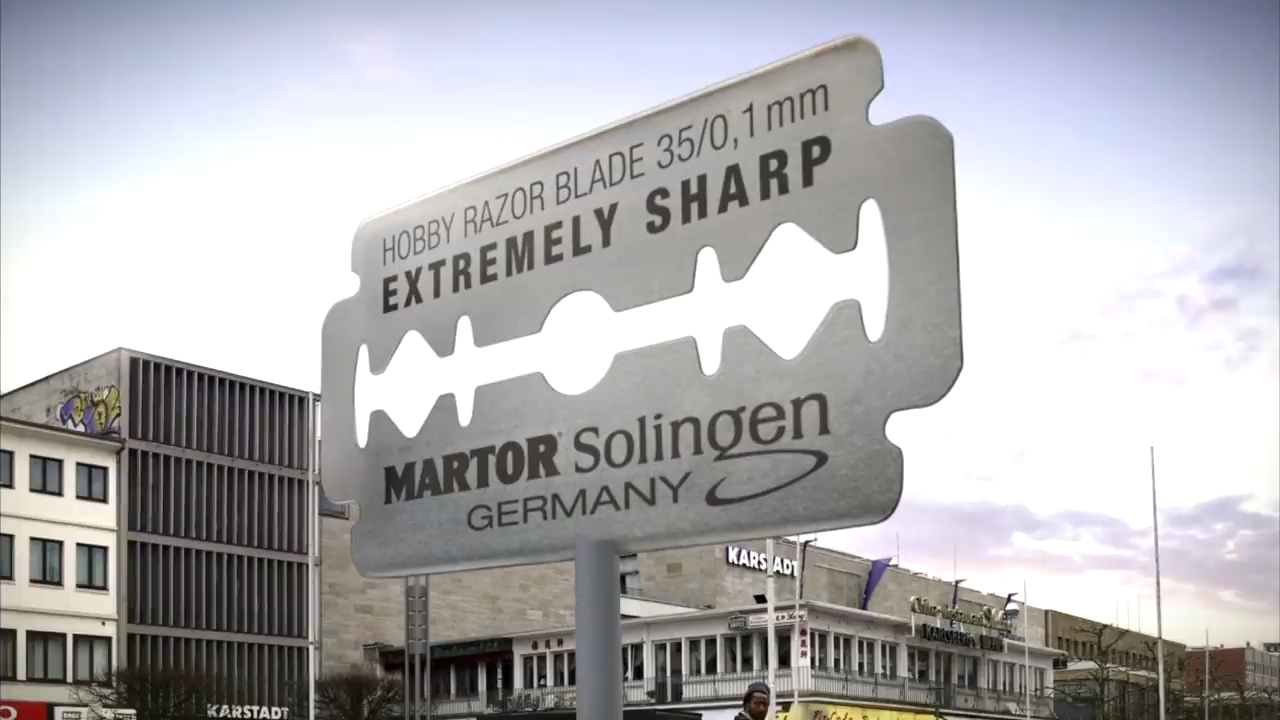 HOBBY RAZOR BLADE 35/0,1 mm
EXTREMELY SHARP
MARTOR Solingen
GERMANY
KARSTADT
KARSTADT